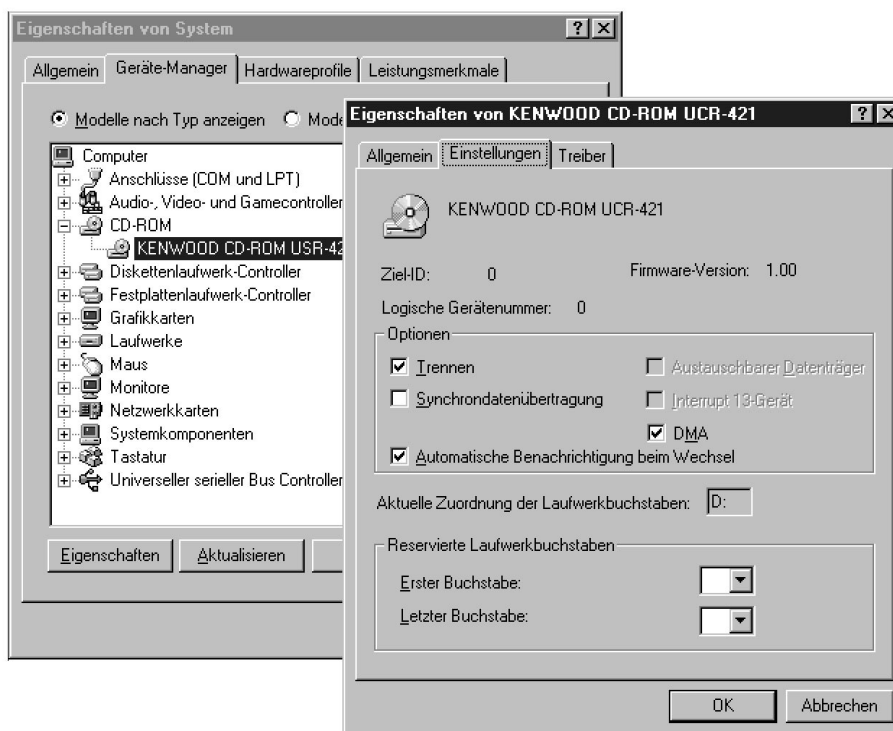 Eigenschaften von System
Allgemein Geräte-Manager Hardwareprofile Leistungsmerkmale
Modelle nach Typ anzeigen Mode
Computer
Anschlüsse (COM und LPT)
Audio-, Video- und Gamecontroller
CD-ROM
KENWOOD CD-ROM USR-42
Diskettenlaufwerk-Controller
Festplattenlaufwerk-Controller
Grafikkarten
Laufwerke
Maus
Monitore
Netzwerkkarten
Systemkomponenten
Tastatur
Universeller serieller Bus Controller
Eigenschaften Aktualisieren
Eigenschaften von KENWOOD CD-ROM UCR-421
Allgemein Einstellungen Treiber
KENWOOD CD-ROM UCR-421
Ziel-ID: 0 Firmware-Version: 1.00
Logische Gerätenummer: 0
Optionen
Trennen Austauschbarer Datenträger
Synchrondatenübertragung Interrupt 13-Gerät
DMA
Automatische Benachrichtigung beim Wechsel
Aktuelle Zuordnung der Laufwerkbuchstaben: D:
Reservierte Laufwerkbuchstaben
Erster Buchstabe:
Letzter Buchstabe:
OK Abbrechen